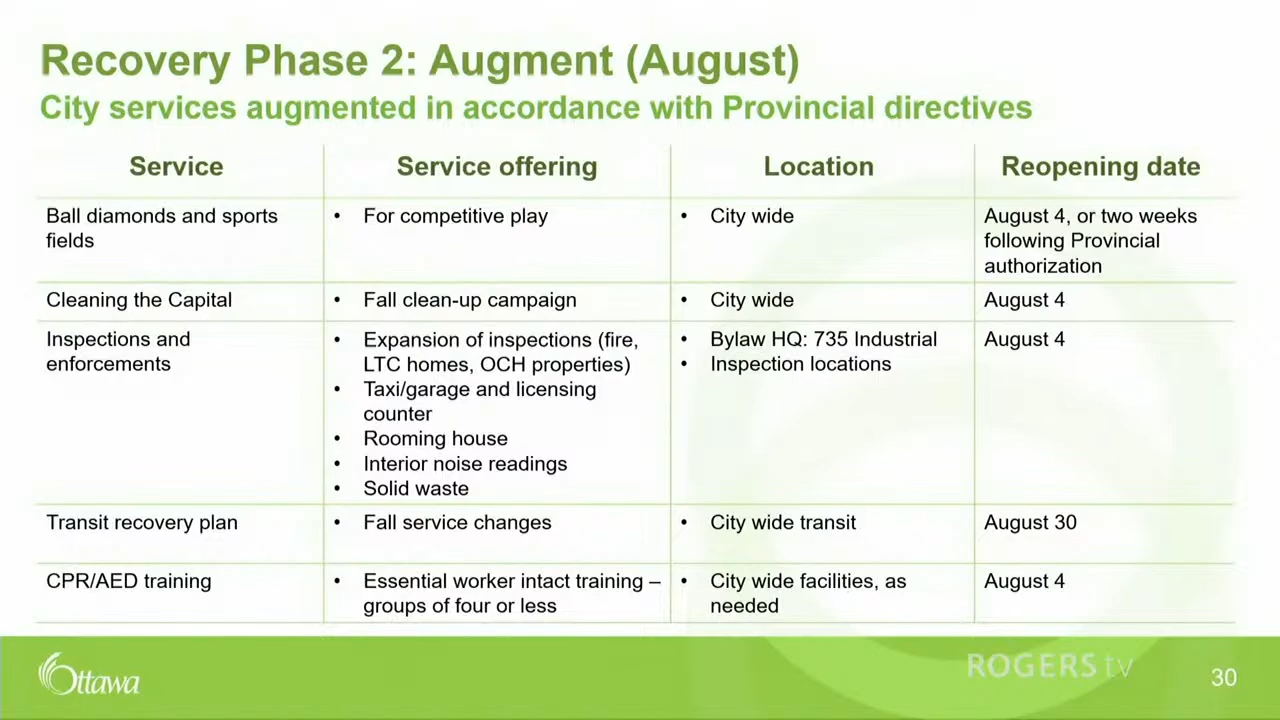 Recovery Phase 2: Augment (August)
City services augmented in accordance with Provincial directives
Service
Service offering
Location
Reopening date
Ball diamonds and sports
fields
• For competitive play
• City wide
August 4, or two weeks
following Provincial
authorization
Cleaning the Capital
• Fall clean-up campaign
• City wide
August 4
Inspections and
enforcements
• Expansion of inspections (fire,
LTC homes, OCH properties)
• Taxi/garage and licensing
counter
• Rooming house
• Interior noise readings
• Solid waste
• Bylaw HQ: 735 Industrial
• Inspection locations
August 4
Transit recovery plan
• Fall service changes
• City wide transit
August 30
CPR/AED training
• Essential worker intact training –
groups of four or less
• City wide facilities, as
needed
August 4
Ottawa
ROGERS tv
30